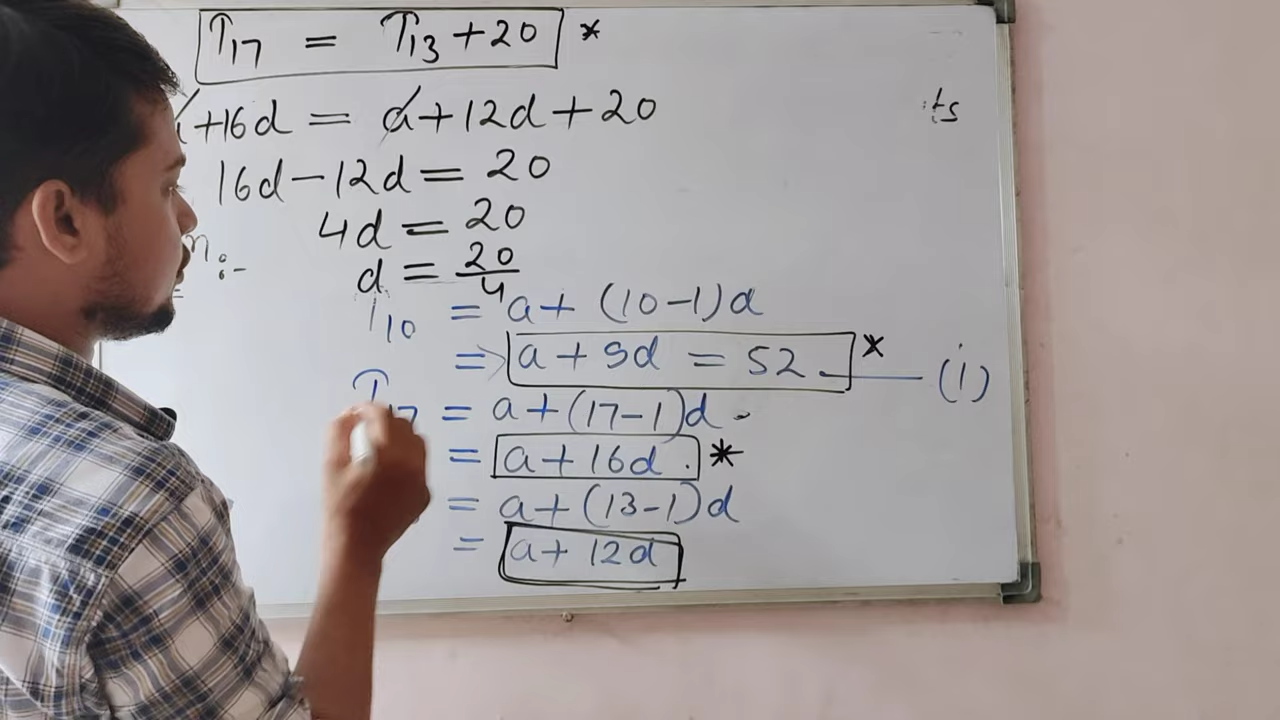 T17 = T13 + 20 *
a + 16d = a + 12d + 20
16d - 12d = 20
4d = 20
n:-
d = 20/4
T10 = a + (10-1)d
=> a + 9d = 52 * (i)
T17 = a + (17-1)d
= a + 16d. *
= a + (13-1)d
= a + 12d